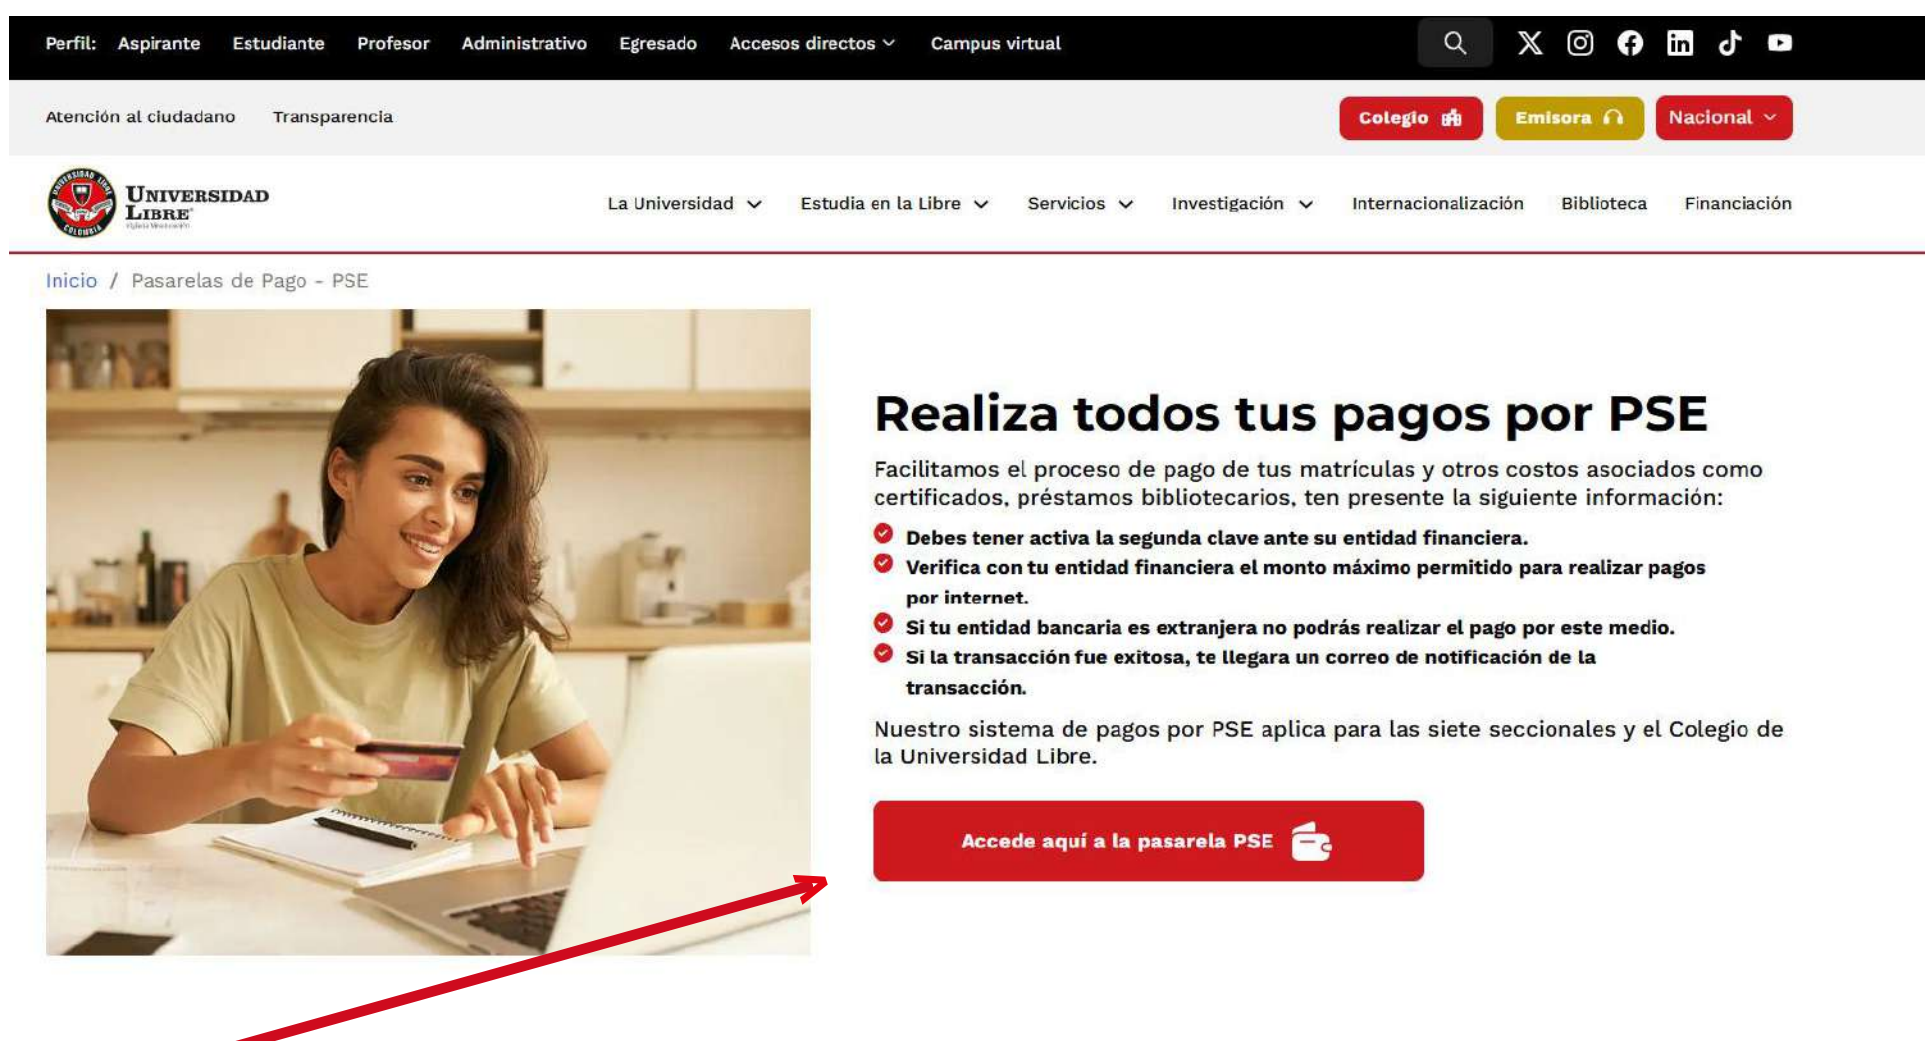 Perfil: Aspirante Estudiante Profesor Administrativo Egresado Accesos directos Campus virtual
Atención al ciudadano Transparencia Colegio Emisora Nacional
UNIVERSIDAD
LIBRE
La Universidad Estudia en la Libre Servicios Investigación Internacionalización Biblioteca Financiación
Inicio / Pasarelas de Pago - PSE
Realiza todos tus pagos por PSE
Facilitamos el proceso de pago de tus matrículas y otros costos asociados como
certificados, préstamos bibliotecarios, ten presente la siguiente información:
Debes tener activa la segunda clave ante su entidad financiera.
Verifica con tu entidad financiera el monto máximo permitido para realizar pagos
por internet.
Si tu entidad bancaria es extranjera no podrás realizar el pago por este medio.
Si la transacción fue exitosa, te llegara un correo de notificación de la
transacción.
Nuestro sistema de pagos por PSE aplica para las siete seccionales y el Colegio de
la Universidad Libre.
Accede aquí a la pasarela PSE